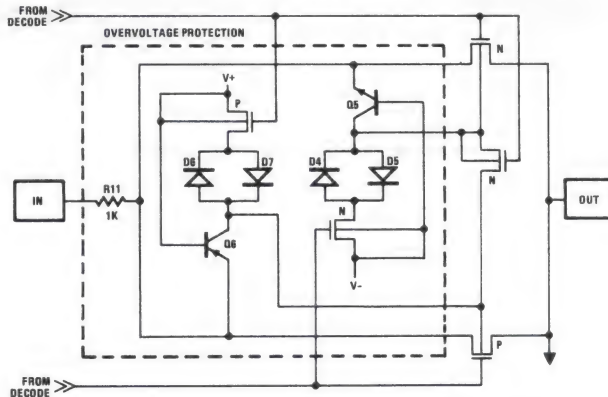 FROM
DECODE
OVERVOLTAGE PROTECTION
N
V+
P
Q5
D6
D7
D4
D5
N
IN
R11
1K
N
OUT
Q6
V-
P
FROM
DECODE